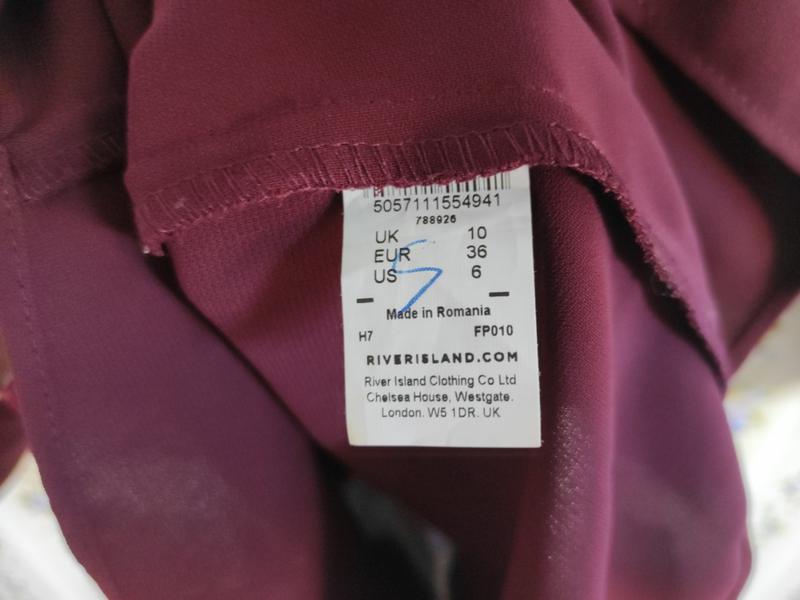 5057111554941
788926
UK 10
EUR 36
US 6
Made in Romania
H7 FP010
RIVERISLAND.COM
River Island Clothing Co Ltd
Chelsea House, Westgate.
London. W5 1DR. UK